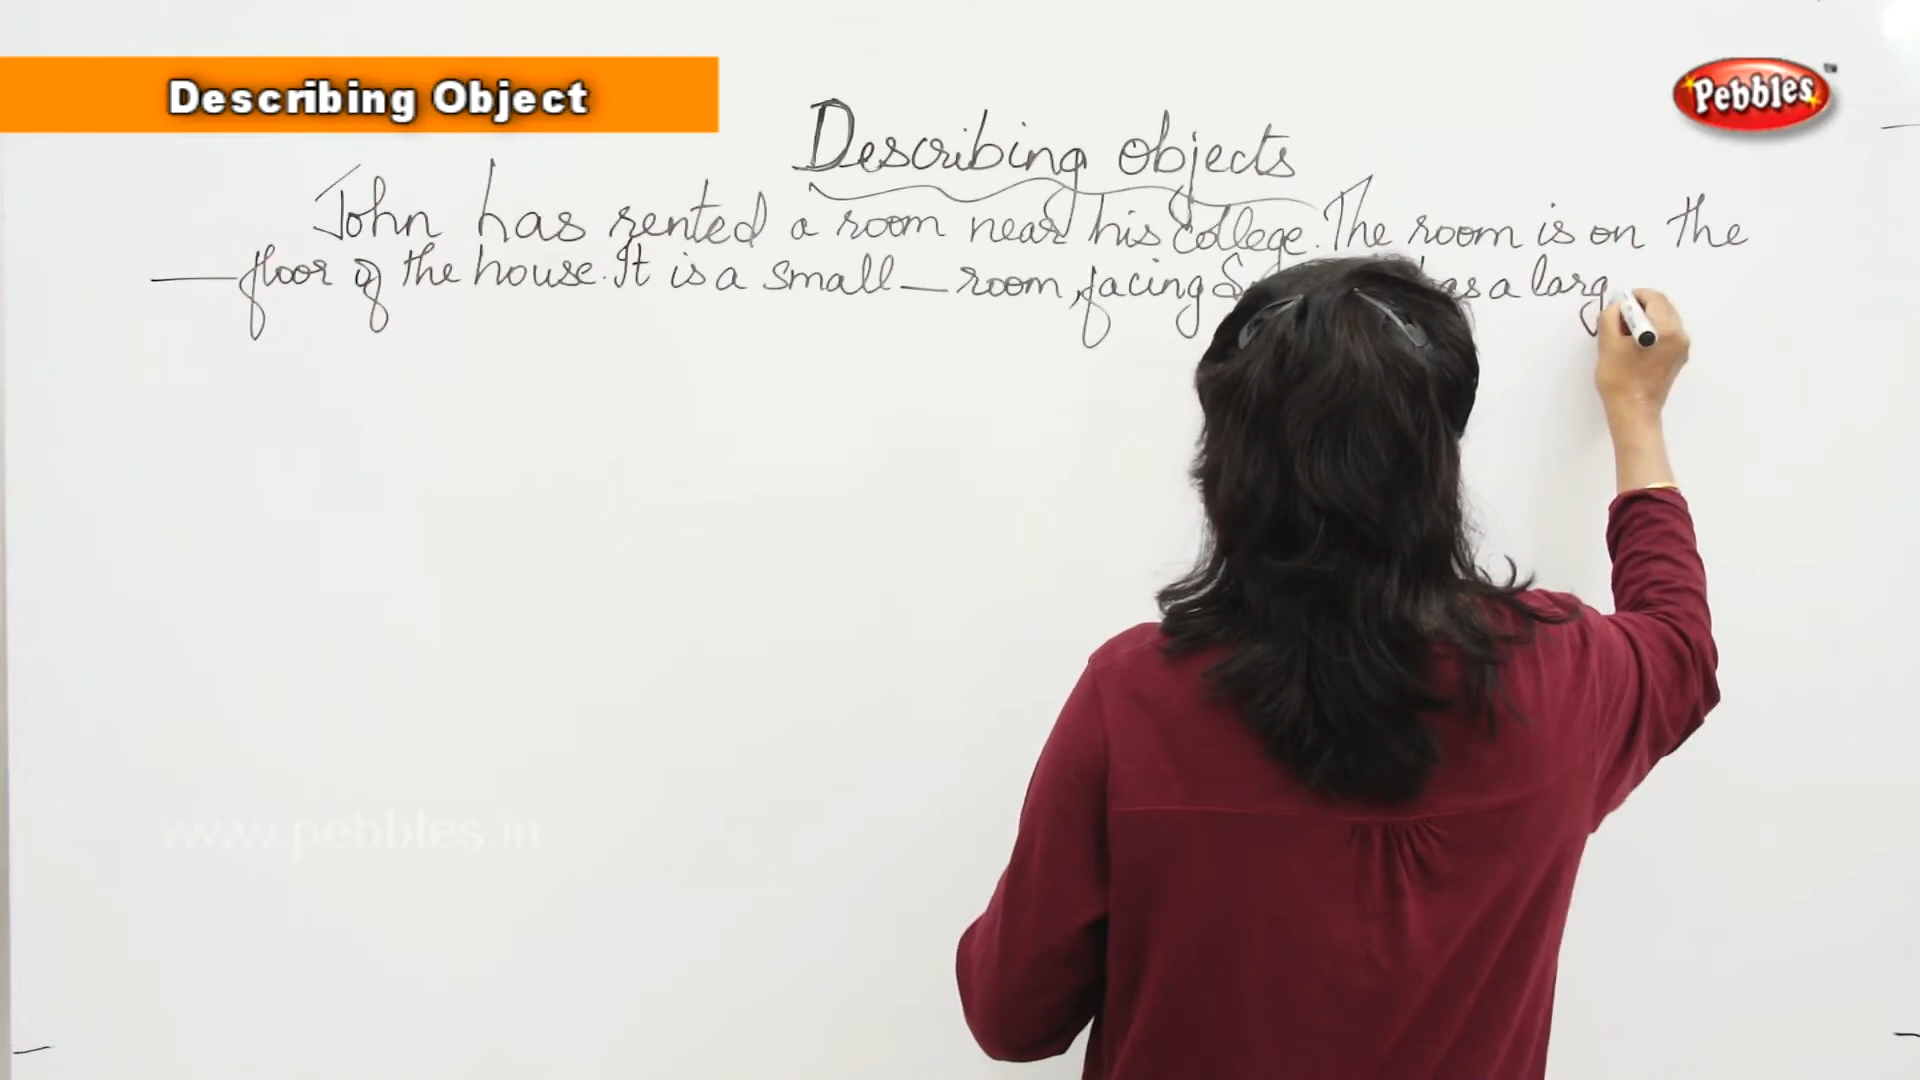 Describing Object
Pebbles™
Describing objects
John has rented a room near his college. The room is on the
—— floor of the house. It is a small — room, facing as a larg
www.pebbles.in